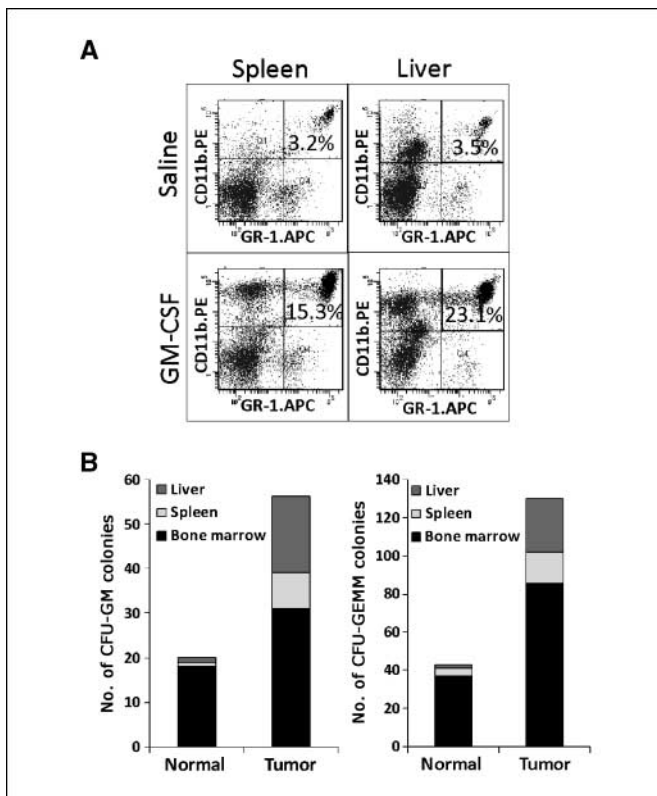 A
Spleen Liver
Saline
CD11b.PE
3.2%
GR-1.APC
CD11b.PE
3.5%
GR-1.APC
GM-CSF
CD11b.PE
15.3%
GR-1.APC
CD11b.PE
23.1%
GR-1.APC
B
No. of CFU-GM colonies
60
50
40
30
20
10
0
Liver
Spleen
Bone marrow
Normal Tumor
No. of CFU-GEMM colonies
140
120
100
80
60
40
20
0
Liver
Spleen
Bone marrow
Normal Tumor